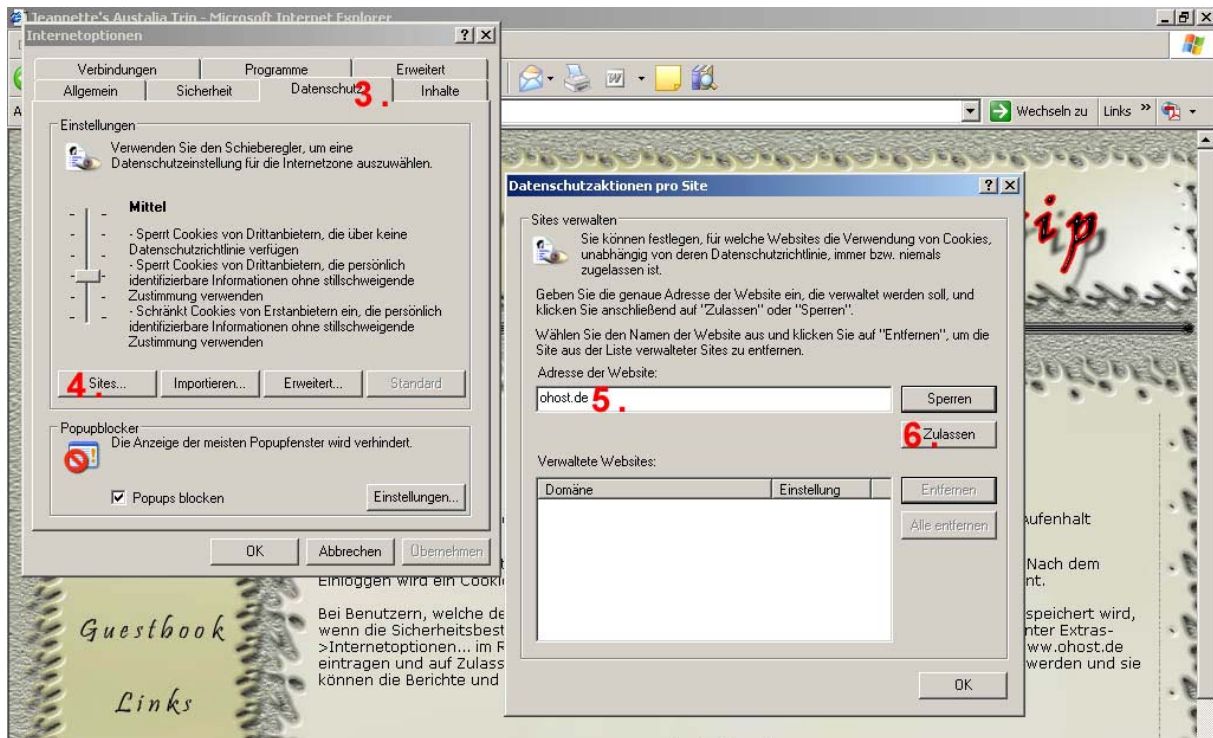 Jeannette's Austalia Trip - Microsoft Internet Explorer
Internetoptionen
Verbindungen Programme Erweitert
Allgemein Sicherheit Datenschutz 3 . Inhalte
Wechseln zu Links »
Einstellungen
Verwenden Sie den Schieberegler, um eine
Datenschutzeinstellung für die Internetzone auszuwählen.
Mittel
- Sperrt Cookies von Drittanbietern, die über keine
Datenschutzrichtlinie verfügen
- Sperrt Cookies von Drittanbietern, die persönlich
identifizierbare Informationen ohne stillschweigende
Zustimmung verwenden
- Schränkt Cookies von Erstanbietern ein, die persönlich
identifizierbare Informationen ohne stillschweigende
Zustimmung verwenden
4 . Sites... Importieren... Erweitert... Standard
Popupblocker
Die Anzeige der meisten Popupfenster wird verhindert.
Popups blocken Einstellungen...
OK Abbrechen Übernehmen
Datenschutzaktionen pro Site
Sites verwalten
Sie können festlegen, für welche Websites die Verwendung von Cookies,
unabhängig von deren Datenschutzrichtlinie, immer bzw. niemals
zugelassen ist.
Geben Sie die genaue Adresse der Website ein, die verwaltet werden soll, und
klicken Sie anschließend auf "Zulassen" oder "Sperren".
Wählen Sie den Namen der Website aus und klicken Sie auf "Entfernen", um die
Site aus der Liste verwalteter Sites zu entfernen.
Adresse der Website:
ohost.de 5 . Sperren
6 . Zulassen
Verwaltete Websites:
Domäne Einstellung Entfernen
Alle entfernen
OK
rip
Aufenthalt
Nach dem
Einloggen wird ein
Bei Benutzern, welche speichert wird,
Guestbook
wenn die
>Internetoptionen... im ww.ohost.de
eintragen und auf werden und sie
können die Berichte und
Links